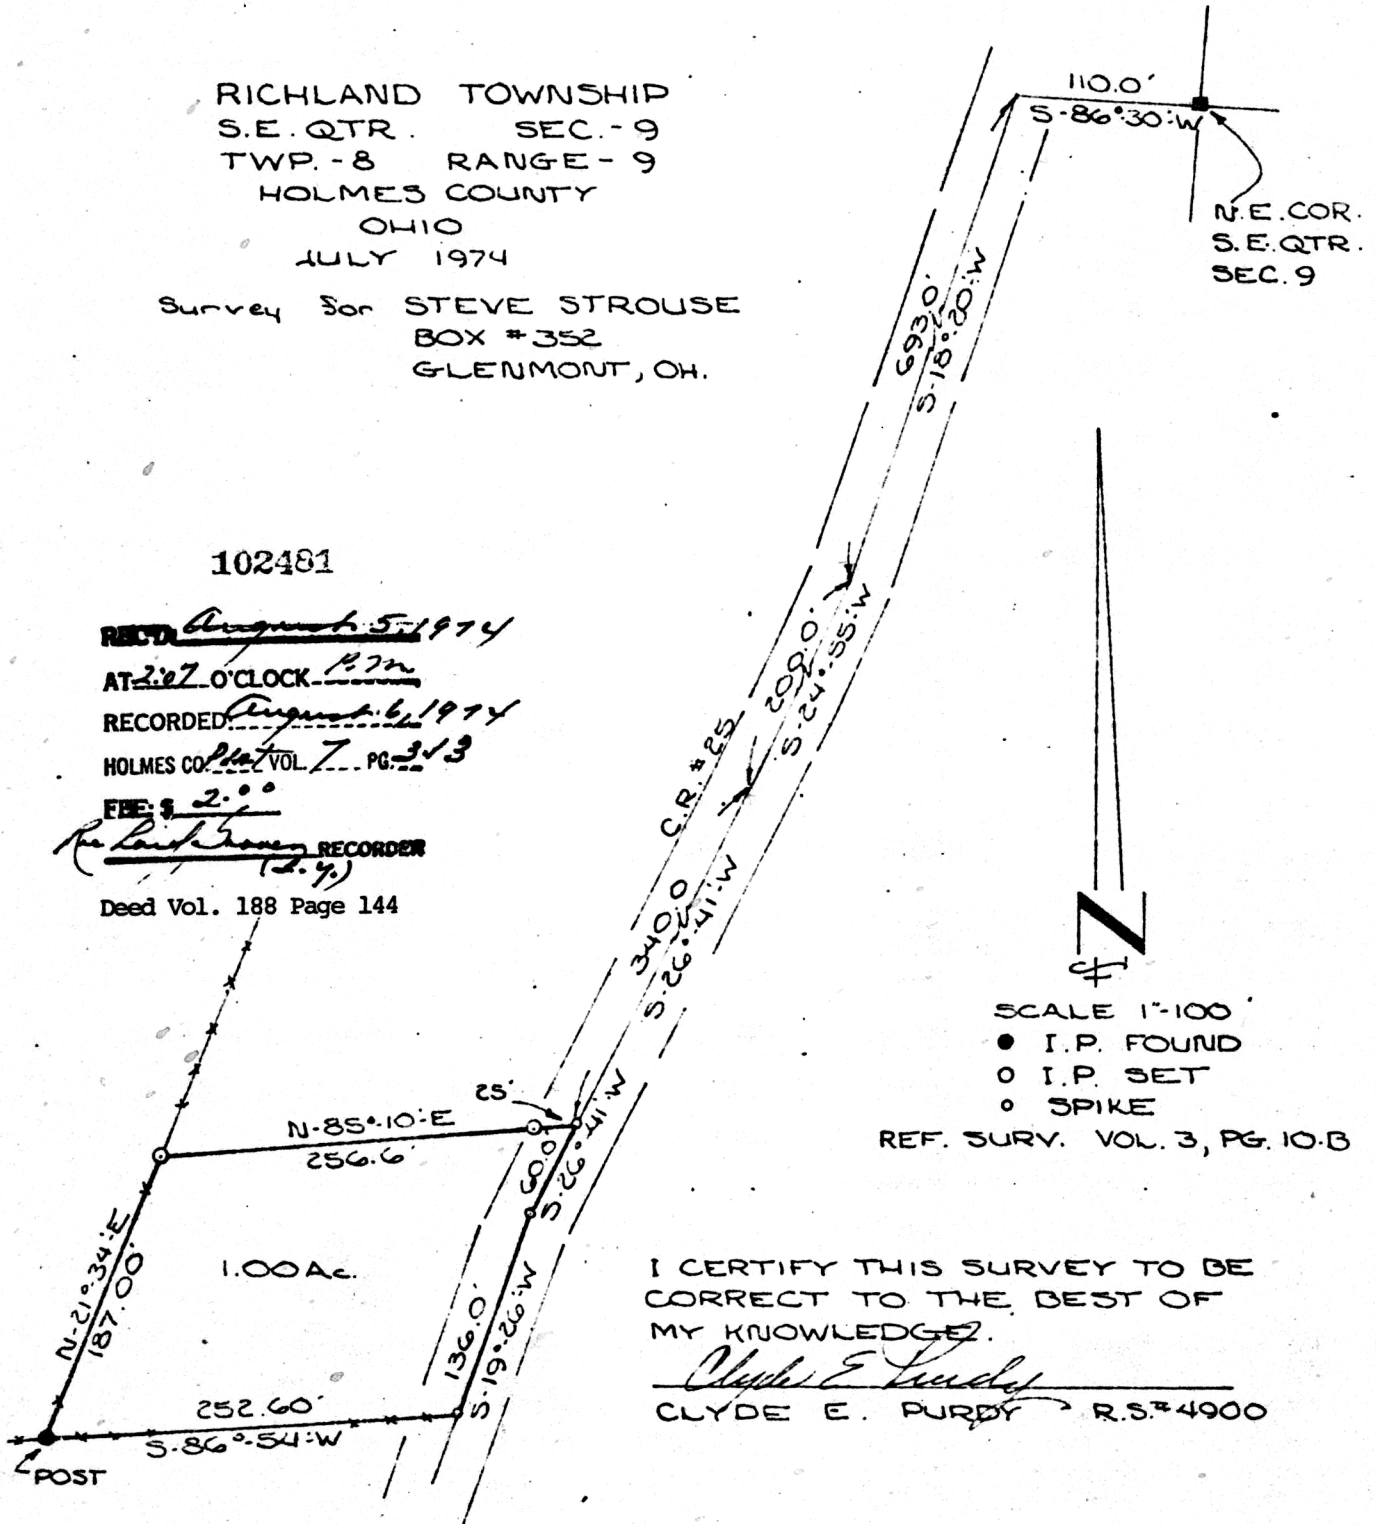 RICHLAND TOWNSHIP
S.E. QTR. SEC.-9
TWP.-8 RANGE-9
HOLMES COUNTY
OHIO
JULY 1974
Survey for STEVE STROUSE
BOX #352
GLENMONT, OH.
110.0'
S-86°-30'-W
N.E. COR.
S.E. QTR.
SEC. 9
693.0'
S-18°-20'-W
102481
REC'D August 5, 1974
AT 2:07 O'CLOCK P.M
RECORDED August 6, 1974
HOLMES CO. Plat VOL. 7 PG.
FEE: $ 2.00
RECORDER
Deed Vol. 188 Page 144
200.0'
S-24°-55'-W
C.R. #25
340.0
S-26°-41'-W
N
SCALE 1"-100'
I.P. FOUND
I.P. SET
SPIKE
REF. SURV. VOL. 3, PG. 10-B
25'
N-85°-10'-E
256.6'
60.0'
S-26°-41'-W
N-21°-34'-E
187.00'
1.00 Ac.
136.0'
S-19°-26'-W
252.60'
S-86°-54'-W
POST
I CERTIFY THIS SURVEY TO BE
CORRECT TO THE BEST OF
MY KNOWLEDGE.
Clyde E Purdy
CLYDE E. PURDY R.S.#4900